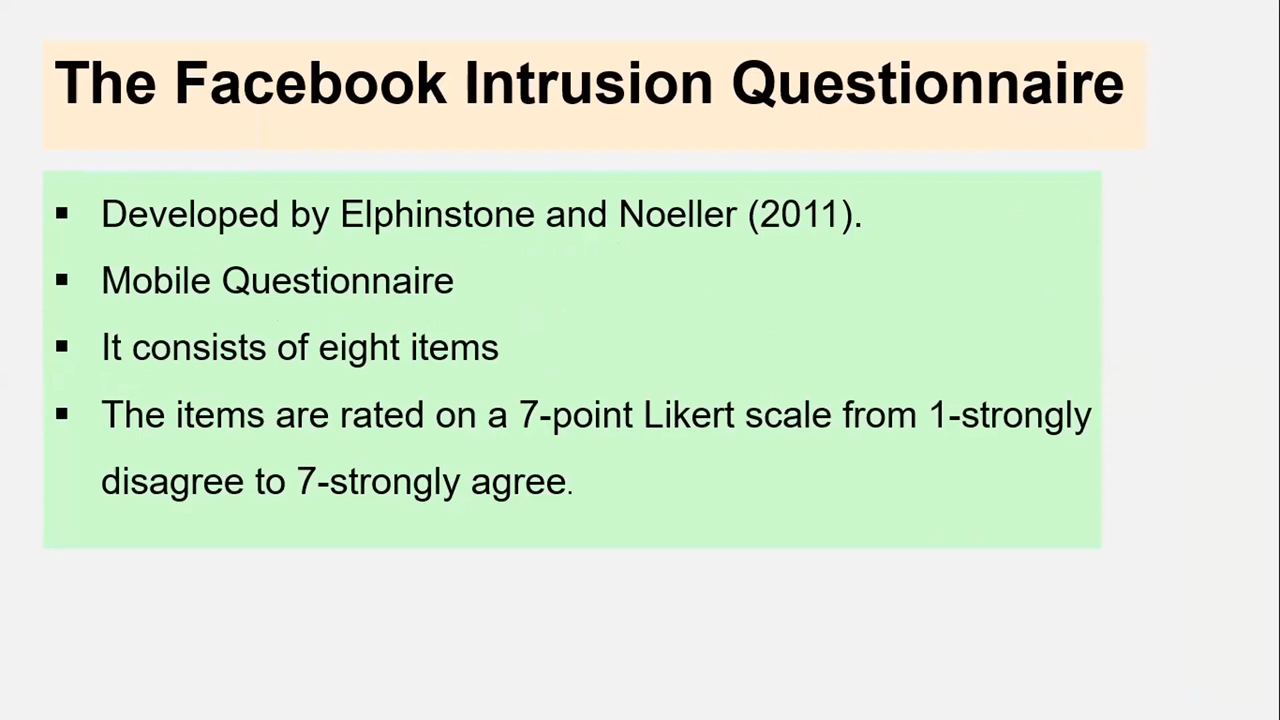 The Facebook Intrusion Questionnaire
▪ Developed by Elphinstone and Noeller (2011).
▪ Mobile Questionnaire
▪ It consists of eight items
▪ The items are rated on a 7-point Likert scale from 1-strongly
disagree to 7-strongly agree.